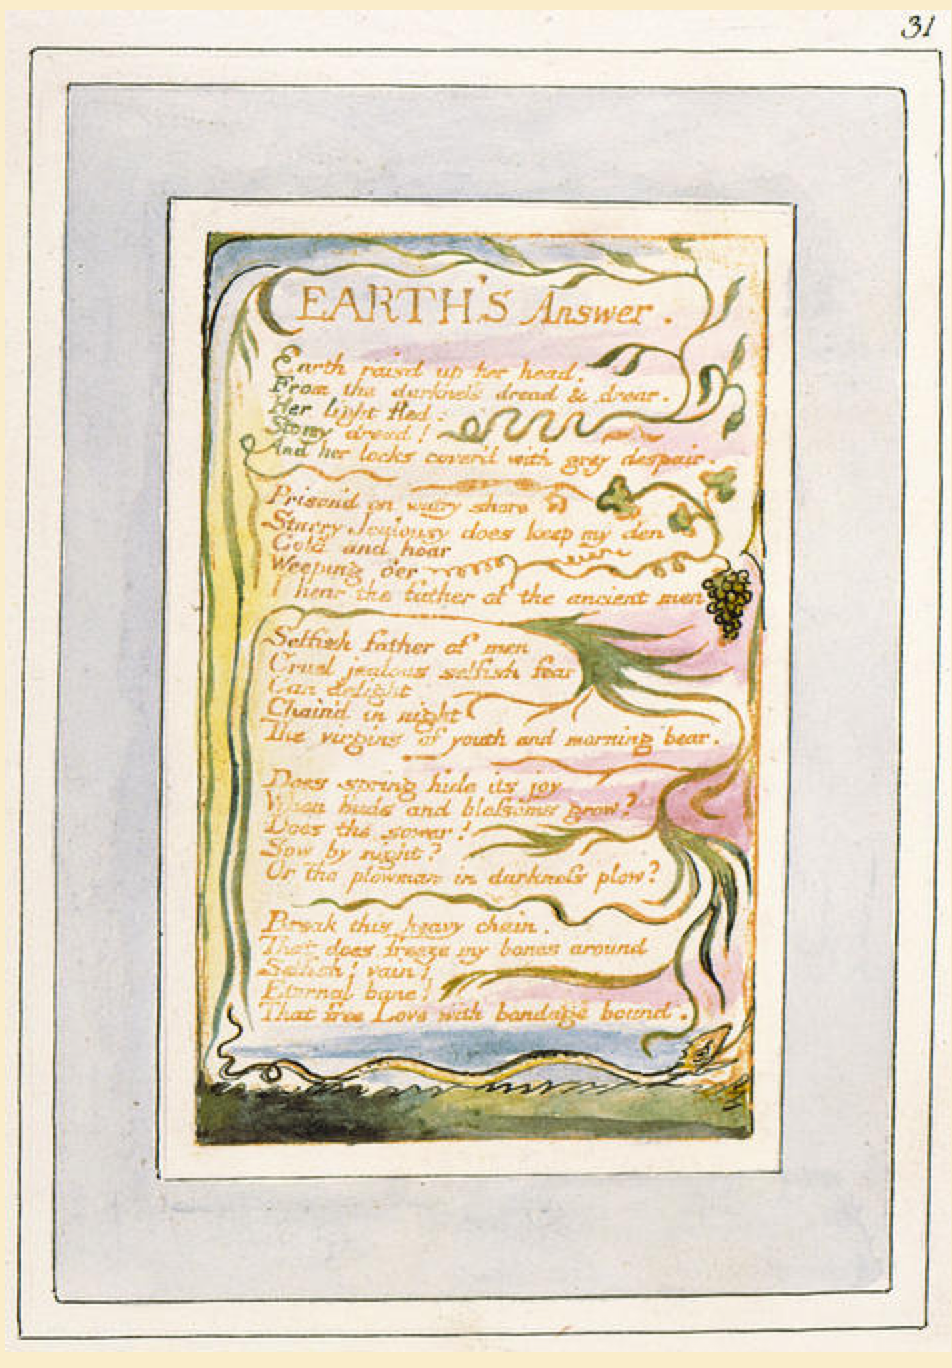 31
EARTH'S Answer.
Earth rais'd up her head,
From the darkness dread & drear.
Her light fled:
Stony dread!
And her locks cover'd with grey despair.
Prison'd on watry shore
Starry Jealousy does keep my den
Cold and hoar
Weeping o'er
I hear the father of the ancient men
Selfish father of men
Cruel jealous selfish fear
Can delight
Chain'd in night
The virgins of youth and morning bear.
Does spring hide its joy
When buds and blossoms grow?
Does the sower!
Sow by night?
Or the plowman in darkness plow?
Break this heavy chain.
That does freeze my bones around
Selfish! vain!
Eternal bane!
That free Love with bondage bound.